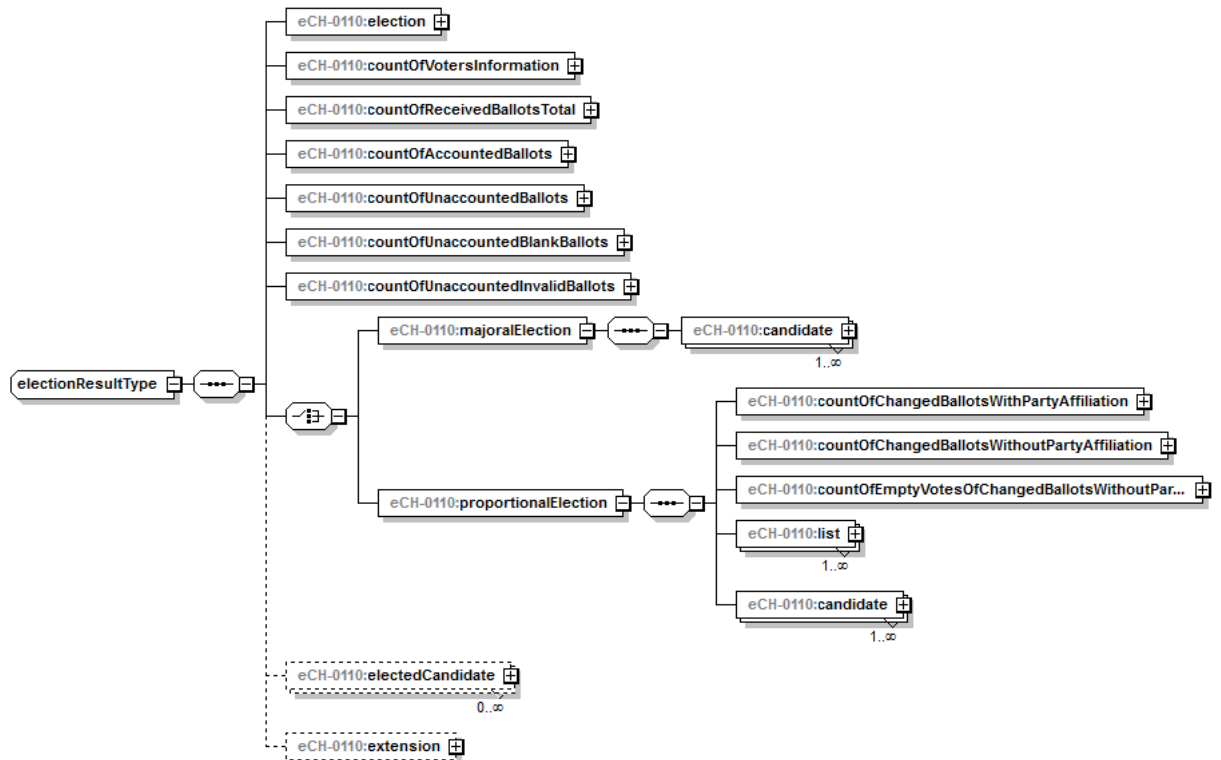 eCH-0110:election
eCH-0110:countOfVotersInformation
eCH-0110:countOfReceivedBallotsTotal
eCH-0110:countOfAccountedBallots
eCH-0110:countOfUnaccountedBallots
eCH-0110:countOfUnaccountedBlankBallots
eCH-0110:countOfUnaccountedInvalidBallots
eCH-0110:majoralElection
eCH-0110:candidate
1..∞
electionResultType
eCH-0110:countOfChangedBallotsWithPartyAffiliation
eCH-0110:countOfChangedBallotsWithoutPartyAffiliation
eCH-0110:proportionalElection
eCH-0110:countOfEmptyVotesOfChangedBallotsWithoutPar...
eCH-0110:list
1..∞
eCH-0110:candidate
1..∞
eCH-0110:electedCandidate
0..∞
eCH-0110:extension